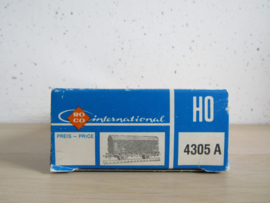 RO
CO
international
HO
PREIS - PRICE
4305 A